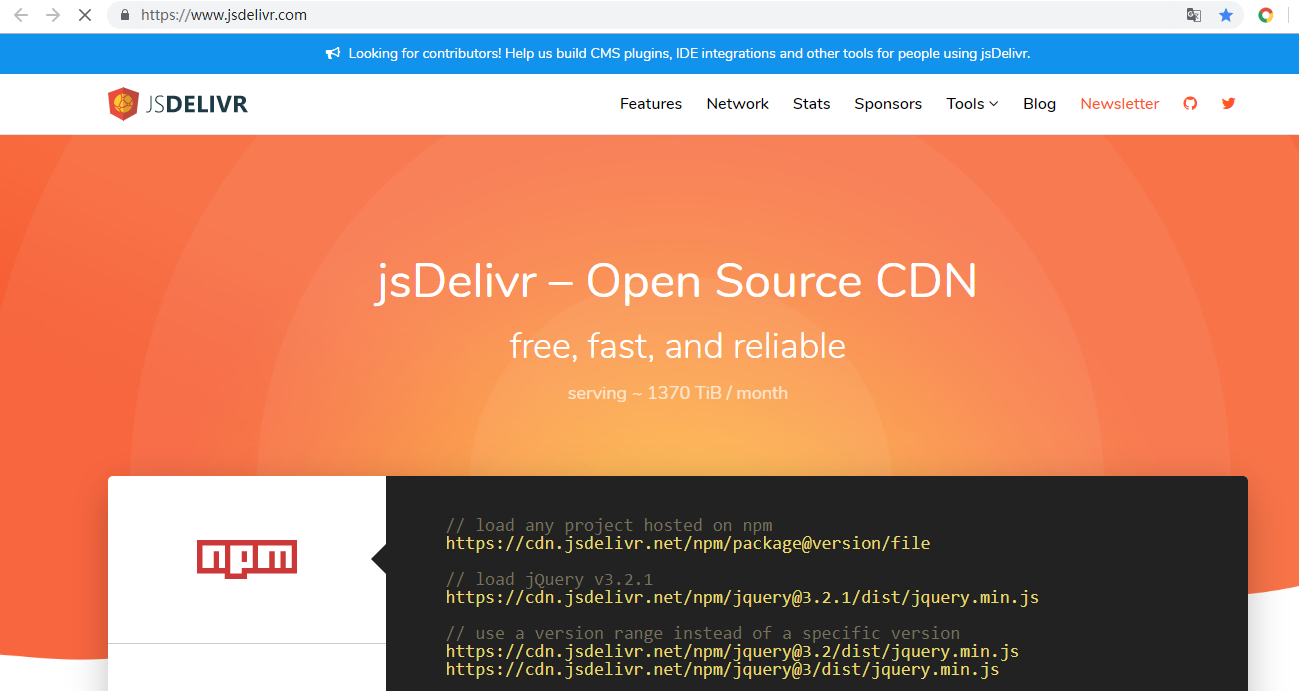 https://www.jsdelivr.com
Looking for contributors! Help us build CMS plugins, IDE integrations and other tools for people using jsDelivr.
JSDELIVR
Features Network Stats Sponsors Tools Blog Newsletter
jsDelivr – Open Source CDN
free, fast, and reliable
serving ~ 1370 TiB / month
npm
// load any project hosted on npm
https://cdn.jsdelivr.net/npm/package@version/file
// load jQuery v3.2.1
https://cdn.jsdelivr.net/npm/jquery@3.2.1/dist/jquery.min.js
// use a version range instead of a specific version
https://cdn.jsdelivr.net/npm/jquery@3.2/dist/jquery.min.js
https://cdn.jsdelivr.net/npm/jquery@3/dist/jquery.min.js